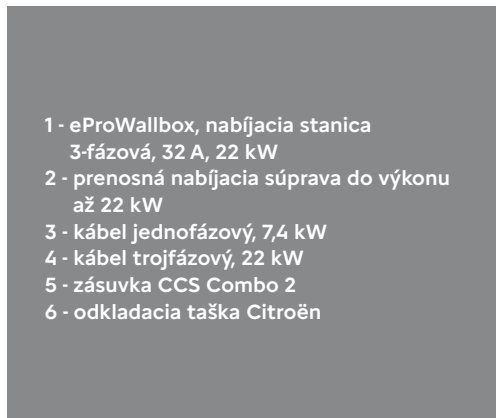 1 - eProWallbox, nabíjacia stanica
3-fázová, 32 A, 22 kW
2 - prenosná nabíjacia súprava do výkonu
až 22 kW
3 - kábel jednofázový, 7,4 kW
4 - kábel trojfázový, 22 kW
5 - zásuvka CCS Combo 2
6 - odkladacia taška Citroën